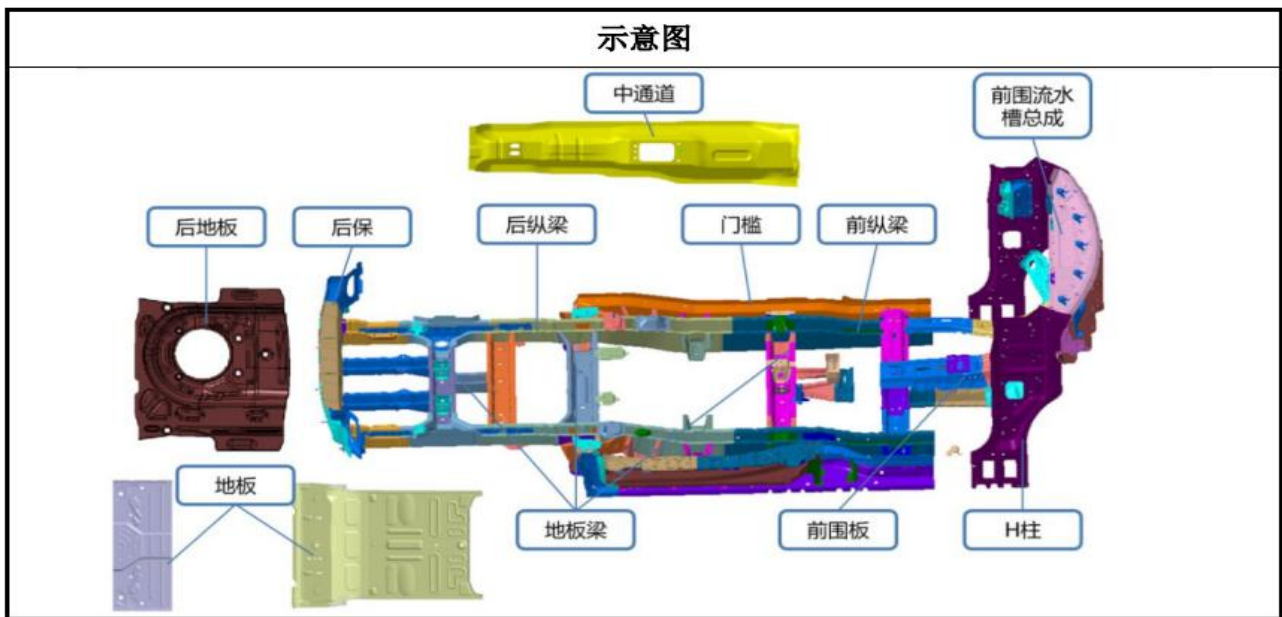 示意图
中通道
前围流水
槽总成
后地板
后保
后纵梁
门槛
前纵梁
地板
地板梁
前围板
H柱